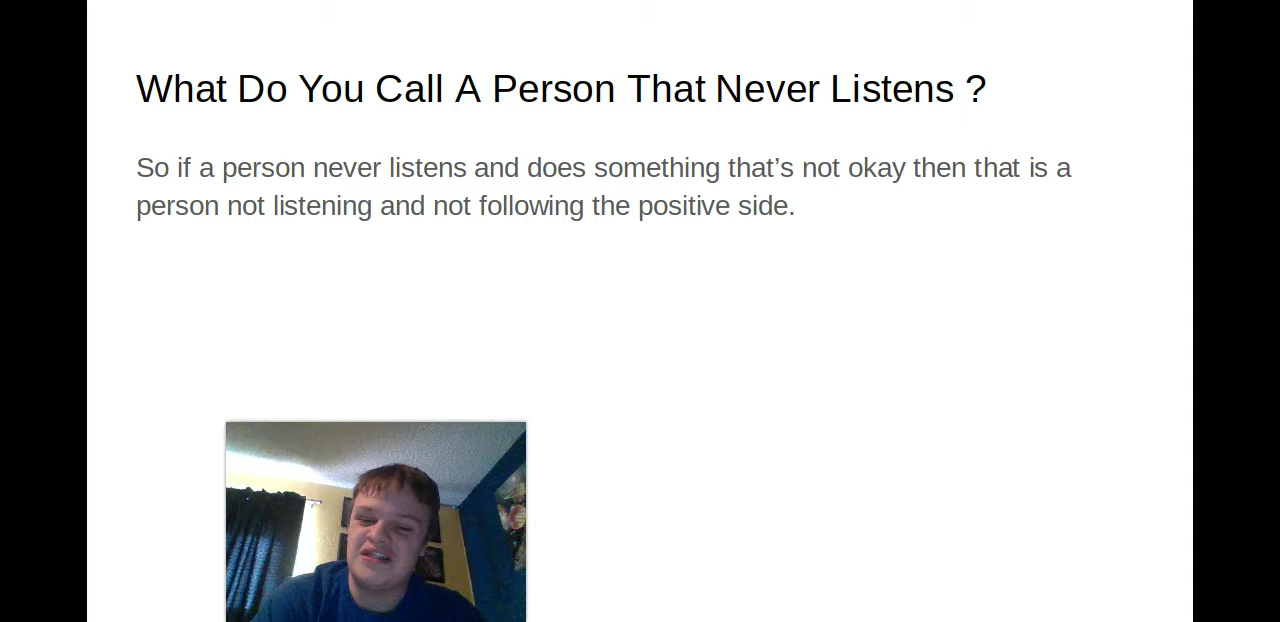 What Do You Call A Person That Never Listens ?
So if a person never listens and does something that’s not okay then that is a
person not listening and not following the positive side.